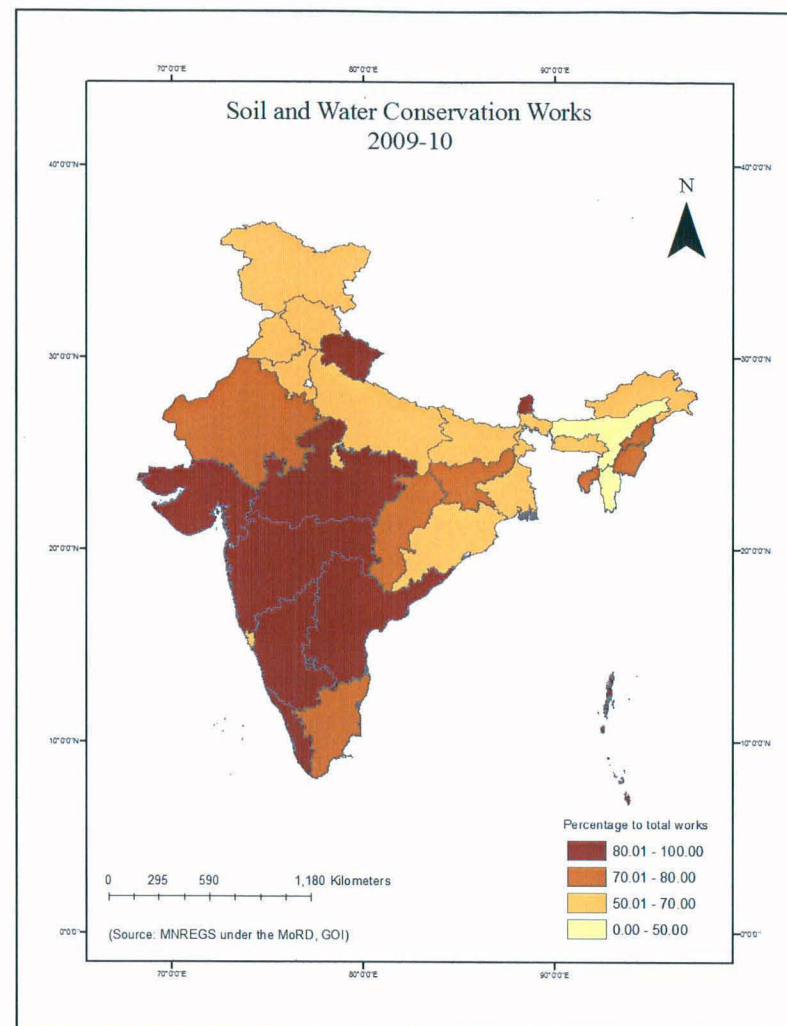 70°0'0"E 80°0'0"E 90°0'0"E
Soil and Water Conservation Works
2009-10
40°0'0"N 40°0'0"N
N
30°0'0"N 30°0'0"N
20°0'0"N 20°0'0"N
10°0'0"N 10°0'0"N
Percentage to total works
80.01 - 100.00
70.01 - 80.00
50.01 - 70.00
0.00 - 50.00
0 295 590 1,180 Kilometers
(Source: MNREGS under the MoRD, GOI)
0°0'0" 0°0'0"
70°0'0"E 80°0'0"E 90°0'0"E